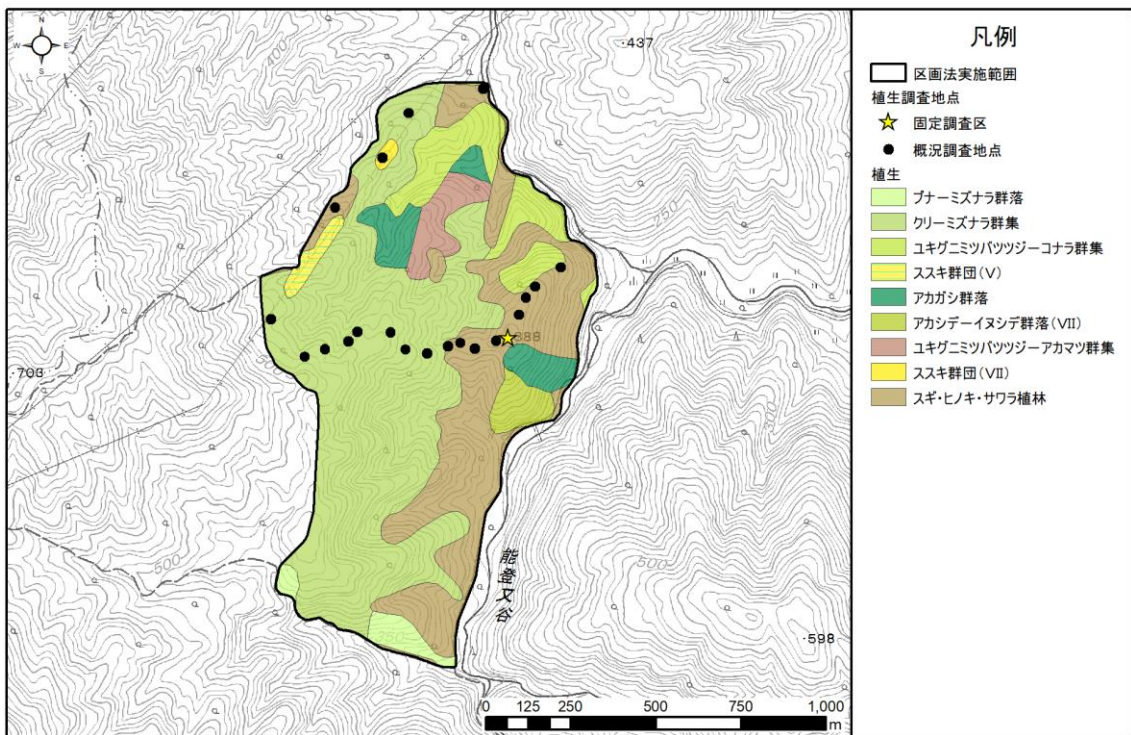 N
W E
S
400
·437
250
·703
388
300
500
500
350
能登又谷
·598
0 125 250 500 750 1,000
m
凡例
区画法実施範囲
植生調査地点
固定調査区
概況調査地点
植生
ブナーミズナラ群落
クリーミズナラ群集
ユキグニミツバツツジーコナラ群集
ススキ群団(Ⅴ)
アカガシ群落
アカシデーイヌシデ群落(Ⅶ)
ユキグニミツバツツジーアカマツ群集
ススキ群団(Ⅶ)
スギ・ヒノキ・サワラ植林